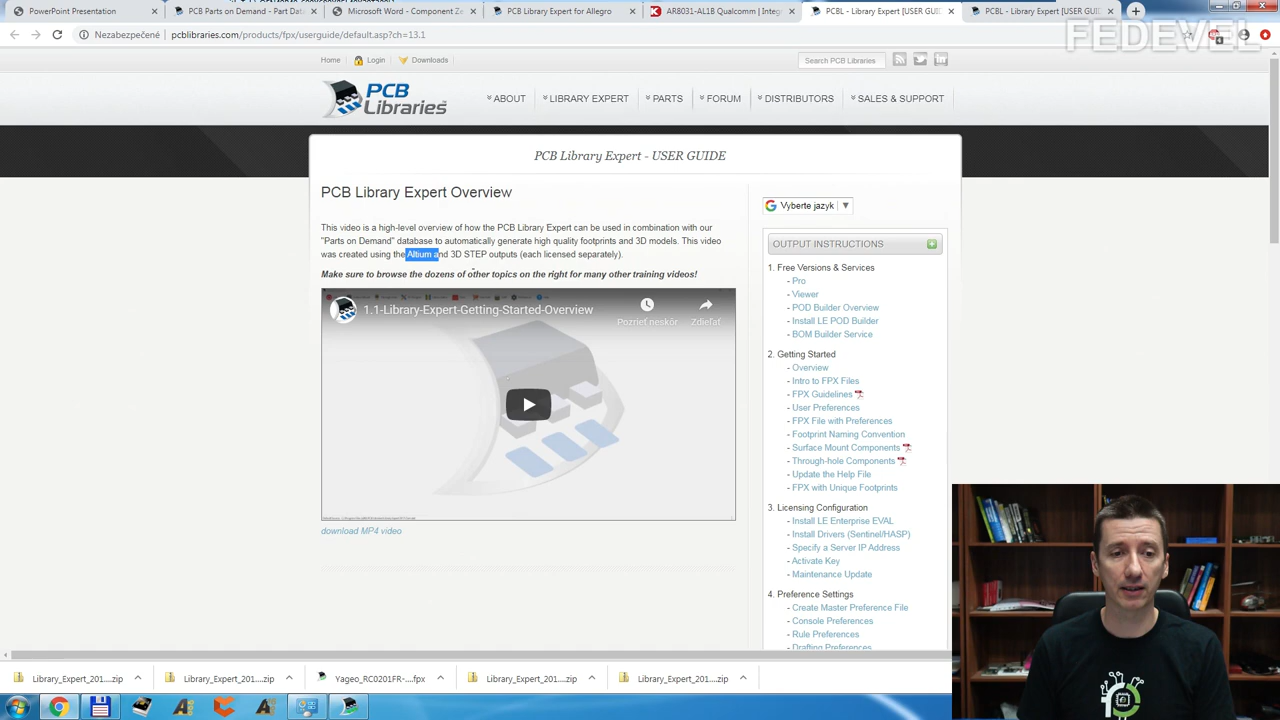 PowerPoint Presentation
PCB Parts on Demand - Part Dat
Microsoft Word - Component Ze
PCB Library Expert for Allegro
AR8031-AL1B Qualcomm | Integ
PCBL - Library Expert [USER GUID
PCBL - Library Expert [USER GUID
Nezabezpečené pcblibraries.com/products/fpx/userguide/default.asp?ch=13.1
FEDEVEL
Home Login Downloads
Search PCB Libraries
PCB Libraries
ABOUT LIBRARY EXPERT PARTS FORUM DISTRIBUTORS SALES & SUPPORT
PCB Library Expert - USER GUIDE
PCB Library Expert Overview
This video is a high-level overview of how the PCB Library Expert can be used in combination with our
"Parts on Demand" database to automatically generate high quality footprints and 3D models. This video
was created using the Altium and 3D STEP outputs (each licensed separately).
Make sure to browse the dozens of other topics on the right for many other training videos!
1.1-Library-Expert-Getting-Started-Overview
Pozrieť neskôr Zdieľať
download MP4 video
Vyberte jazyk
OUTPUT INSTRUCTIONS
1. Free Versions & Services
- Pro
- Viewer
- POD Builder Overview
- Install LE POD Builder
- BOM Builder Service
2. Getting Started
- Overview
- Intro to FPX Files
- FPX Guidelines
- User Preferences
- FPX File with Preferences
- Footprint Naming Convention
- Surface Mount Components
- Through-hole Components
- Update the Help File
- FPX with Unique Footprints
3. Licensing Configuration
- Install LE Enterprise EVAL
- Install Drivers (Sentinel/HASP)
- Specify a Server IP Address
- Activate Key
- Maintenance Update
4. Preference Settings
- Create Master Preference File
- Console Preferences
- Rule Preferences
- Drafting Preferences
Library_Expert_201....zip
Library_Expert_201....zip
Yageo_RC0201FR-....fpx
Library_Expert_201....zip
Library_Expert_201....zip